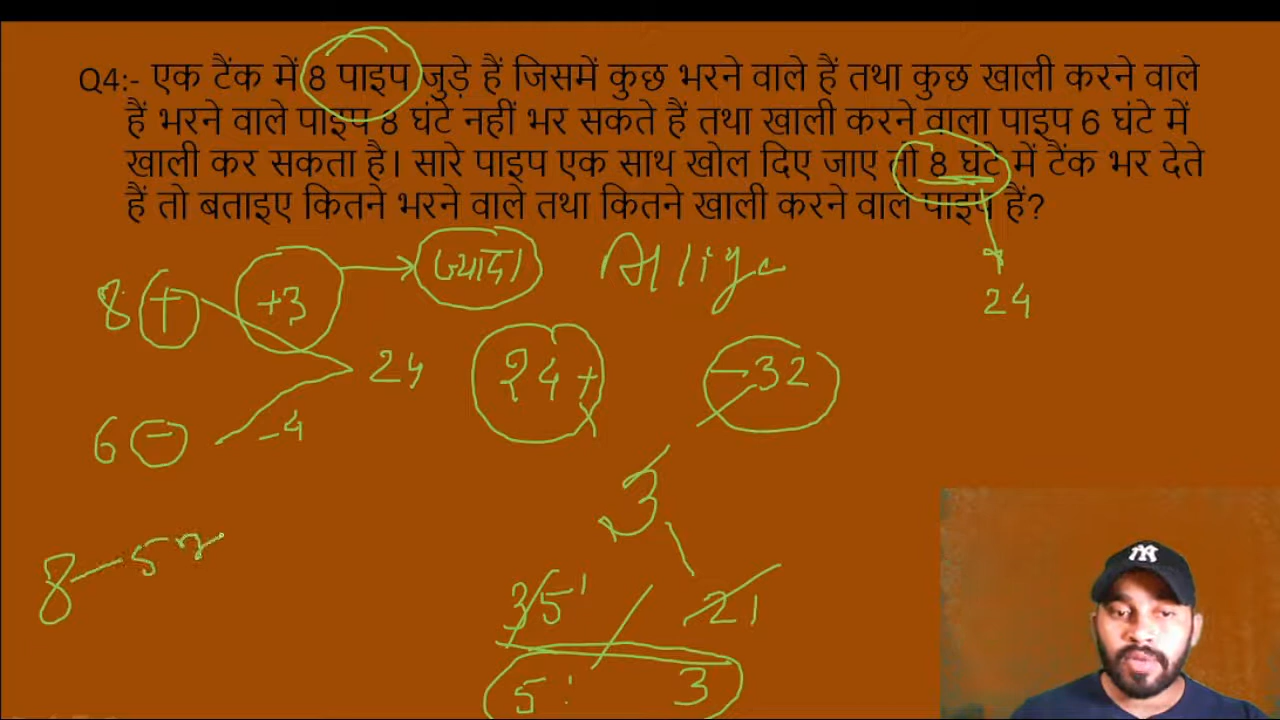 Q4:- एक टैंक में 8 पाइप जुड़े हैं जिसमें कुछ भरने वाले हैं तथा कुछ खाली करने वाले
हैं भरने वाले पाइप 8 घंटे नहीं भर सकते हैं तथा खाली करने वाला पाइप 6 घंटे में
खाली कर सकता है। सारे पाइप एक साथ खोल दिए जाए तो 8 घंटे में टैंक भर देते
हैं तो बताइए कितने भरने वाले तथा कितने खाली करने वाले पाइप हैं?
8 + +3 ज्यादा Allige
24
24 24+ -32
6 - -4
3
8 - 5
35 21
5 : 3